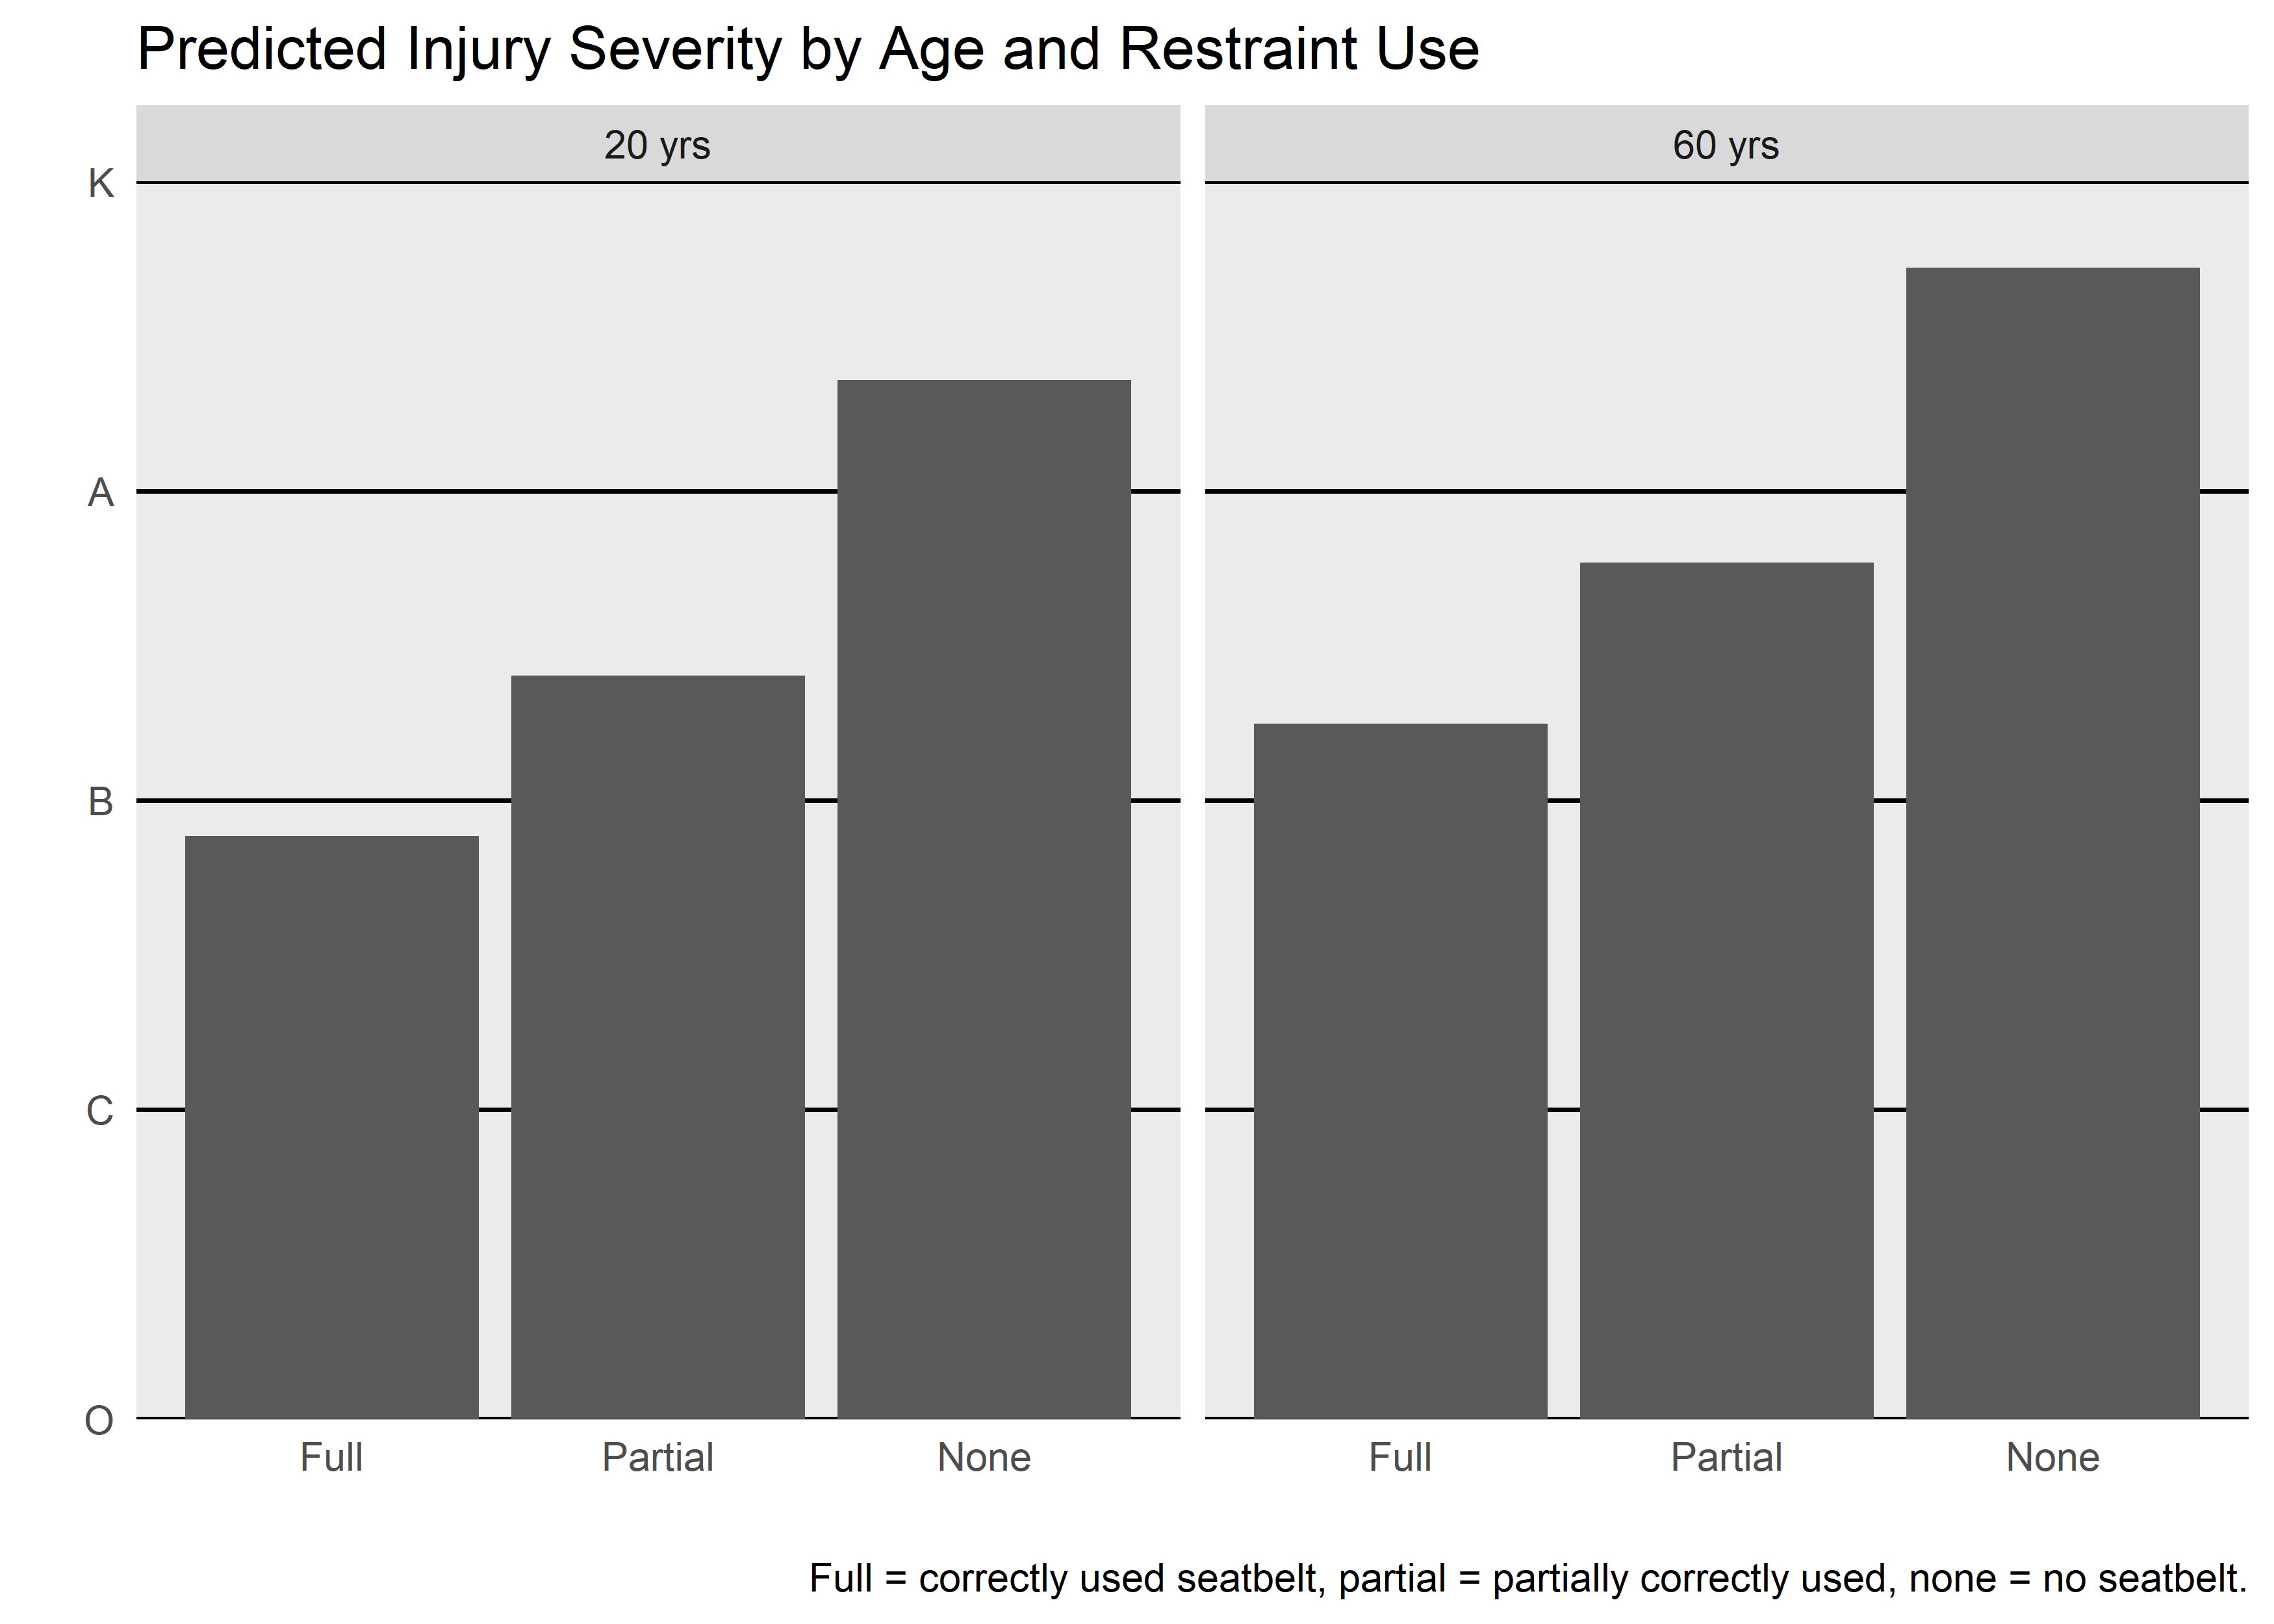 Predicted Injury Severity by Age and Restraint Use
20 yrs
60 yrs
K
A
B
C
O
Full
Partial
None
Full
Partial
None
Full = correctly used seatbelt, partial = partially correctly used, none = no seatbelt.